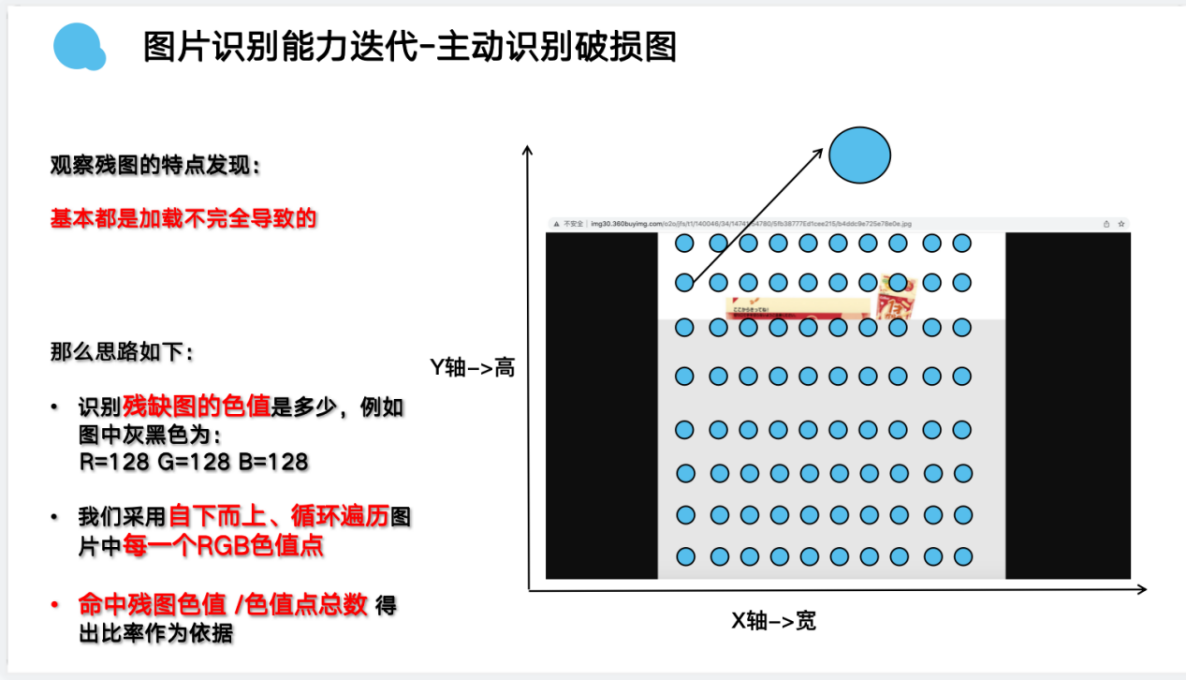 图片识别能力迭代-主动识别破损图
观察残图的特点发现：
基本都是加载不完全导致的
那么思路如下：
• 识别残缺图的色值是多少，例如
图中灰黑色为：
R=128 G=128 B=128
• 我们采用自下而上、循环遍历图
片中每一个RGB色值点
• 命中残图色值 /色值点总数 得
出比率作为依据
Y轴->高
不安全
X轴->宽